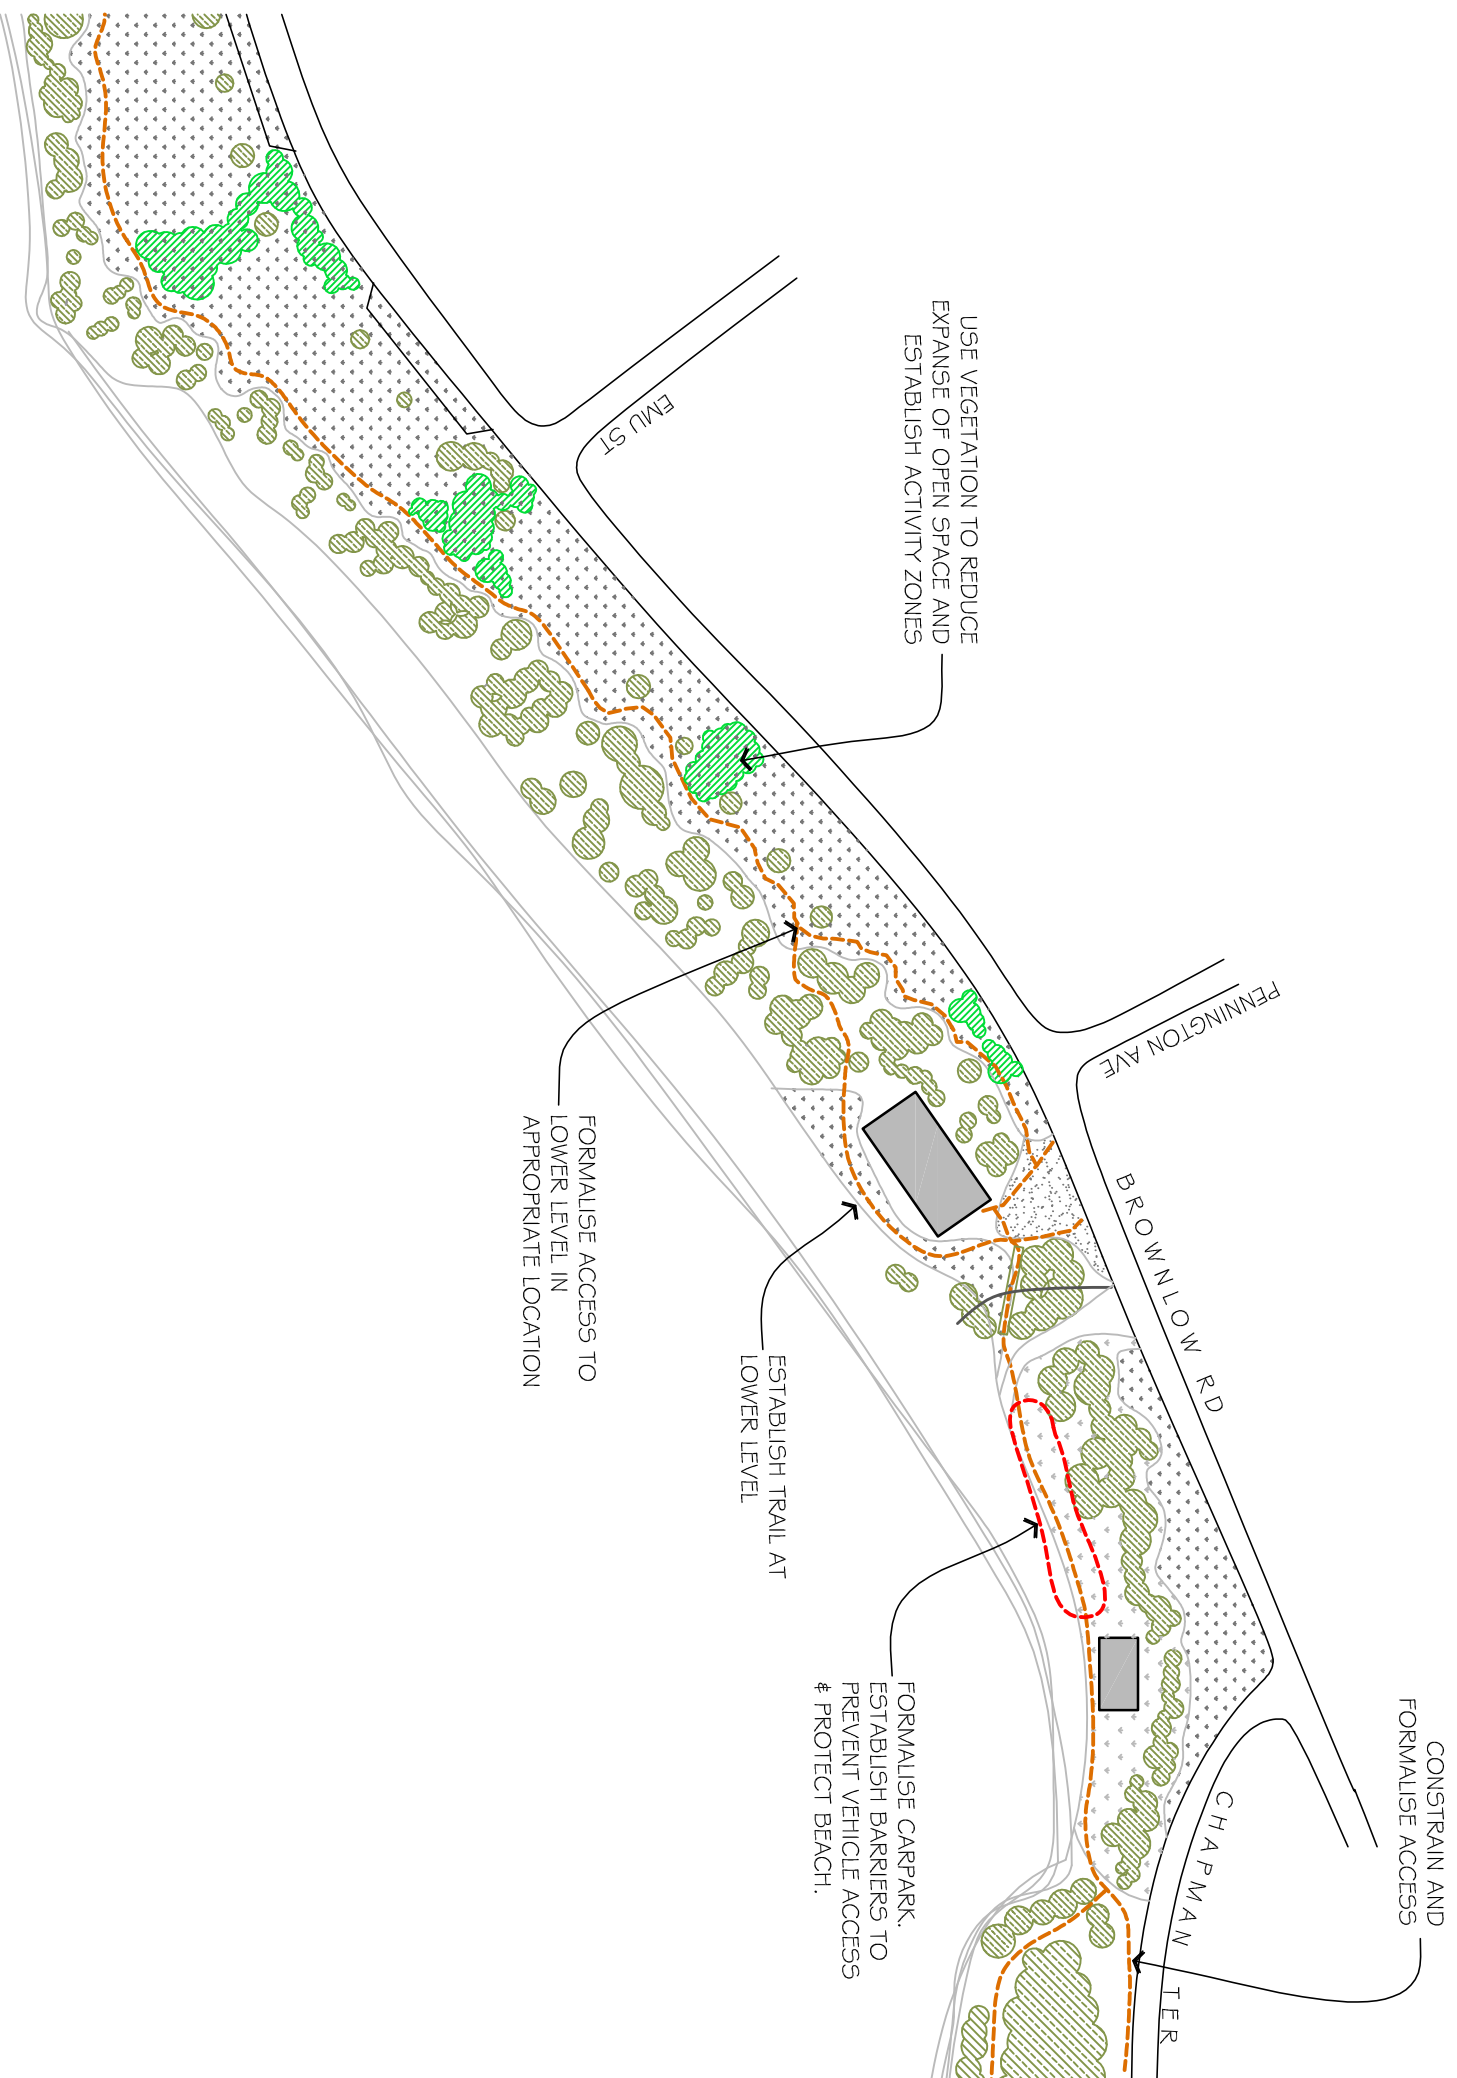 USE VEGETATION TO REDUCE
EXPANSE OF OPEN SPACE AND
ESTABLISH ACTIVITY ZONES
EMU ST
PENNINGTON AVE
BROWNLOW RD
FORMALISE ACCESS TO
LOWER LEVEL IN
APPROPRIATE LOCATION
ESTABLISH TRAIL AT
LOWER LEVEL
FORMALISE CARPARK.
ESTABLISH BARRIERS TO
PREVENT VEHICLE ACCESS
& PROTECT BEACH.
CONSTRAIN AND
FORMALISE ACCESS
CHAPMAN TER